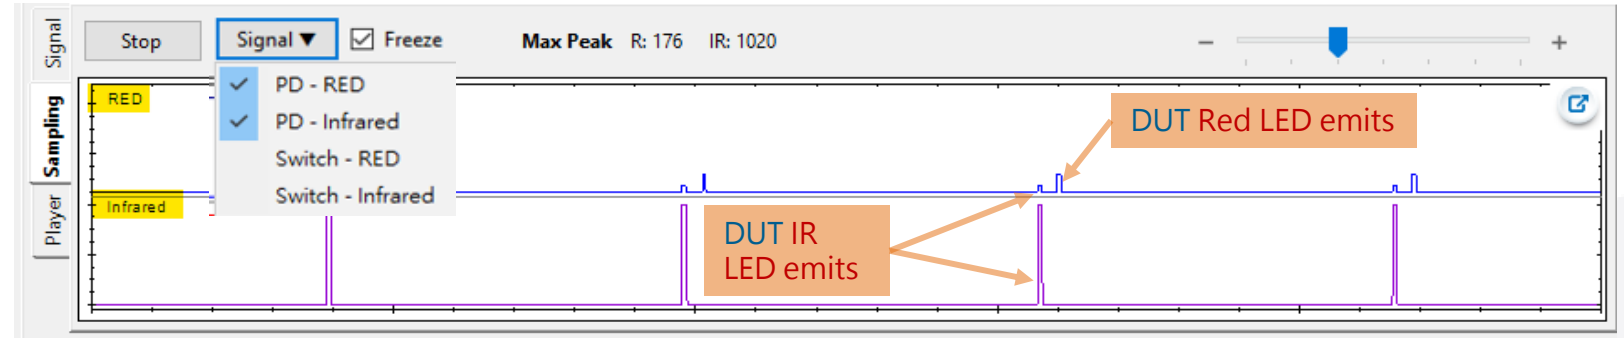 Signal
Sampling
Player
Stop
Signal ▼
Freeze
Max Peak R: 176 IR: 1020
− +
PD - RED
PD - Infrared
Switch - RED
Switch - Infrared
RED
Infrared
DUT Red LED emits
DUT IR
LED emits